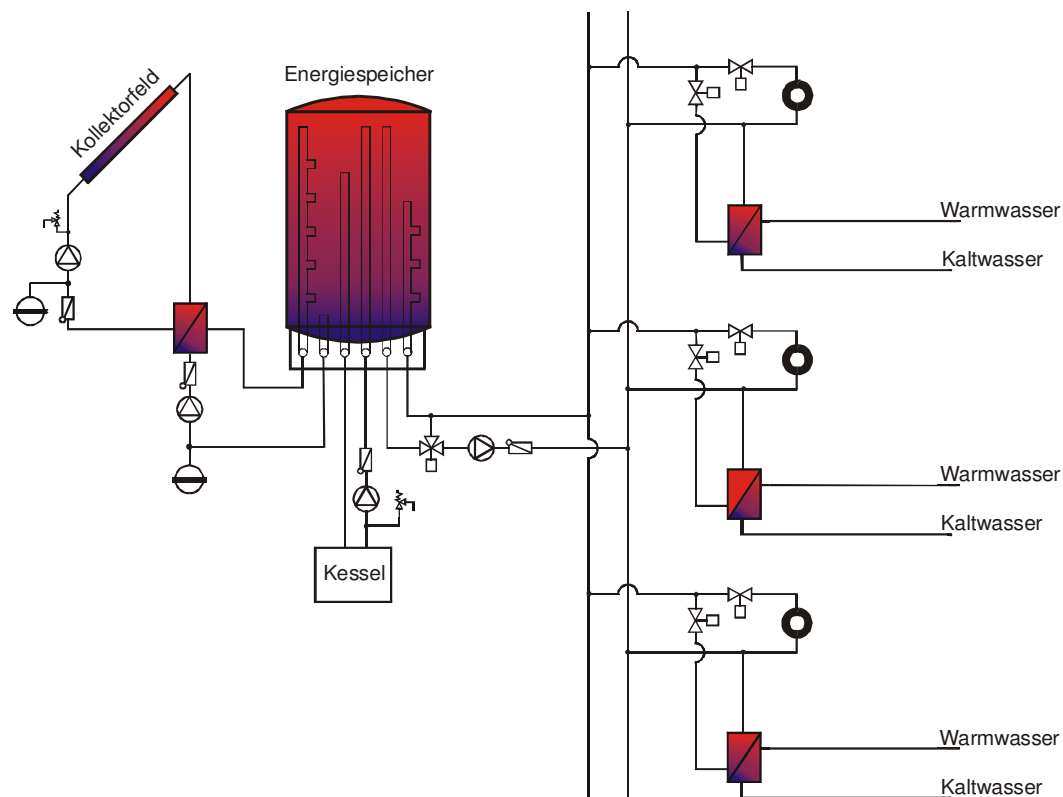 Energiespeicher
Kollektorfeld
Warmwasser
Kaltwasser
Warmwasser
Kaltwasser
Kessel
Warmwasser
Kaltwasser